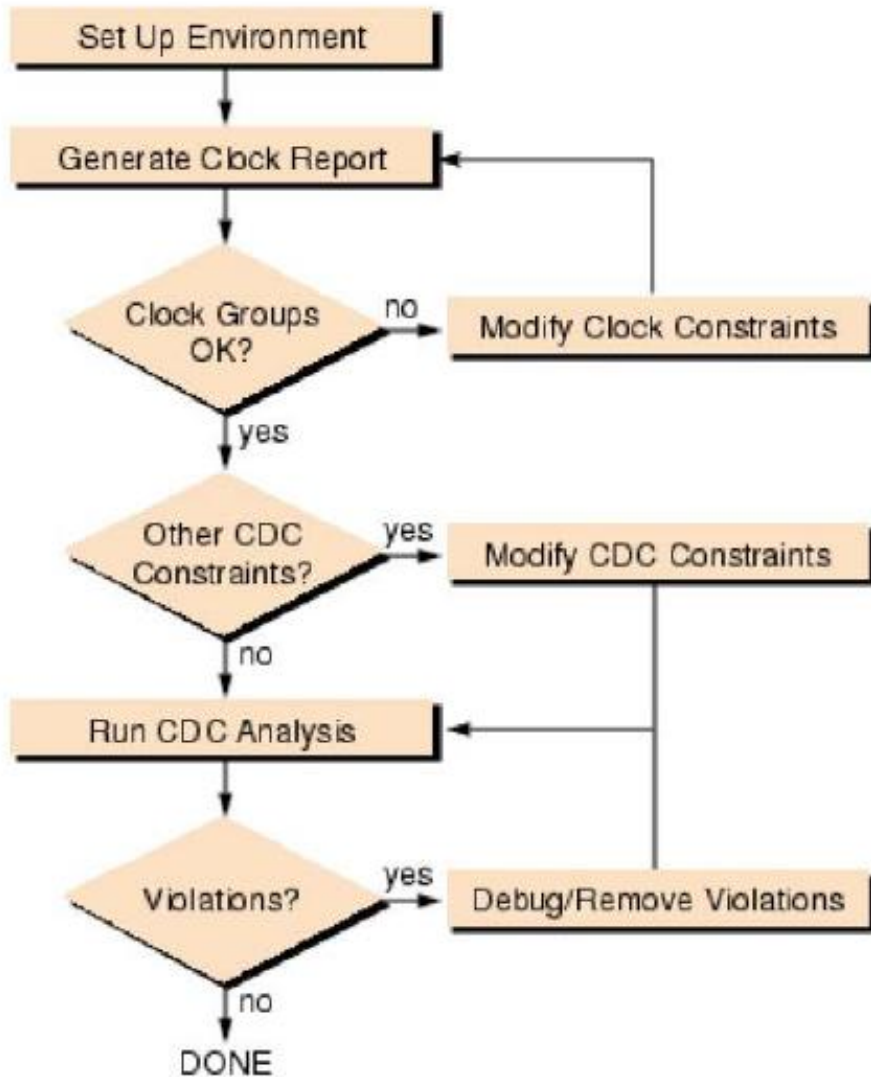 Set Up Environment
Generate Clock Report
Clock Groups
OK?
no
Modify Clock Constraints
yes
Other CDC
Constraints?
yes
Modify CDC Constraints
no
Run CDC Analysis
Violations?
yes
Debug/Remove Violations
no
DONE